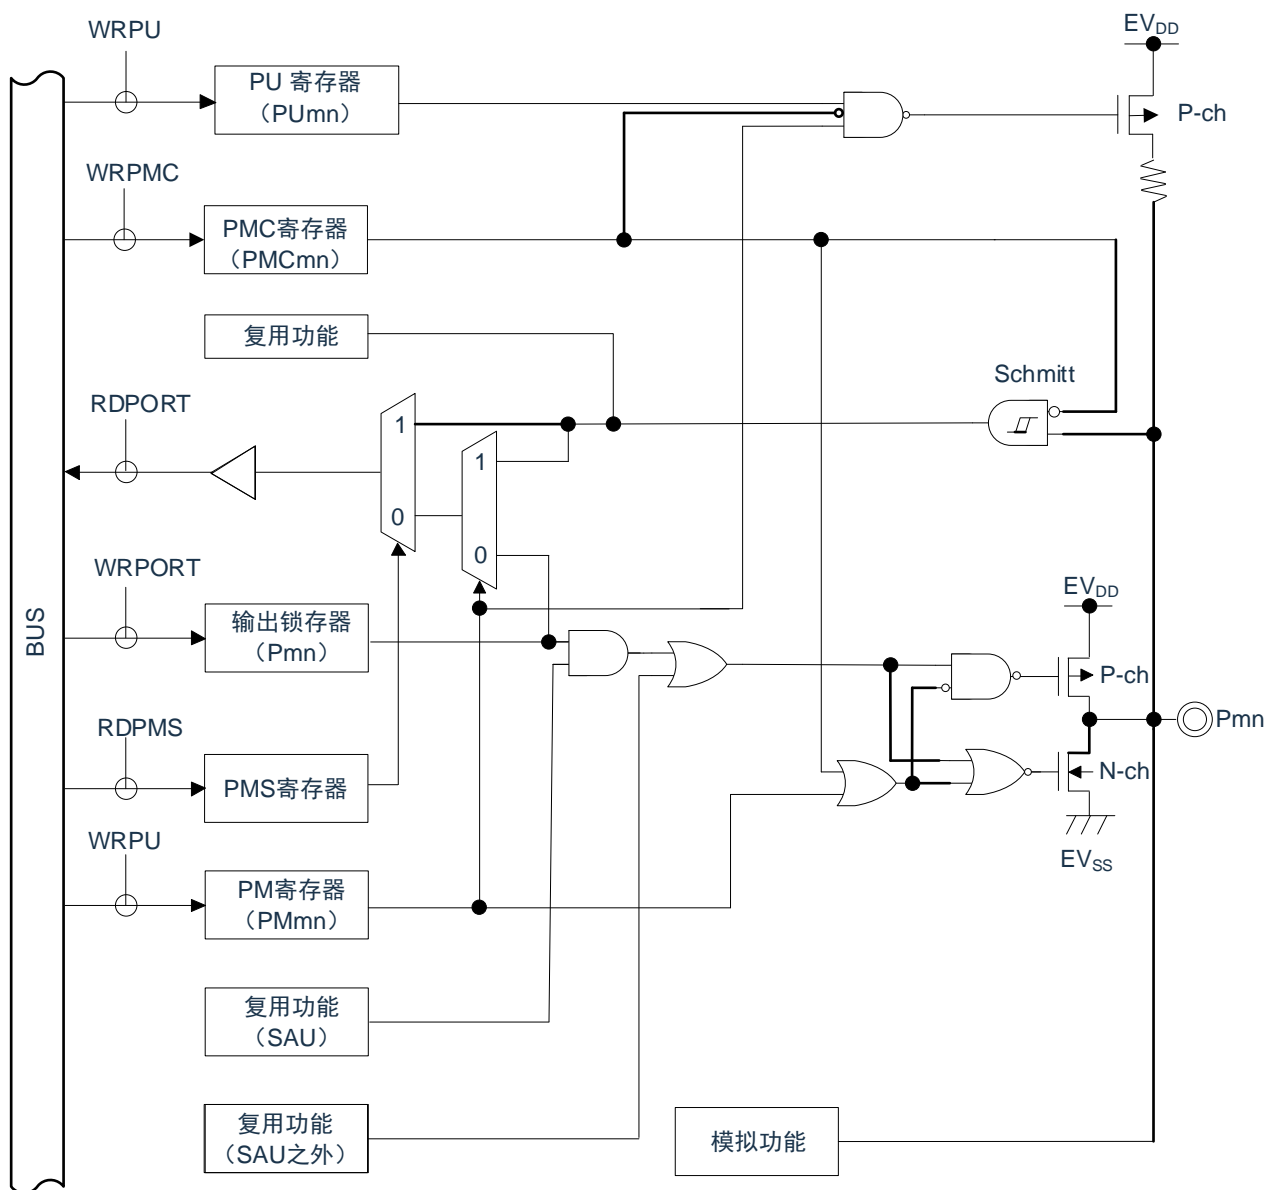 WRPU
EVDD
PU 寄存器
（PUmn）
P-ch
WRPMC
PMC寄存器
（PMCmn）
复用功能
Schmitt
RDPORT
1
1
0
0
WRPORT
EVDD
BUS
输出锁存器
（Pmn）
P-ch
RDPMS
Pmn
PMS寄存器
N-ch
WRPU
EVSS
PM寄存器
（PMmn）
复用功能
（SAU）
复用功能
（SAU之外）
模拟功能